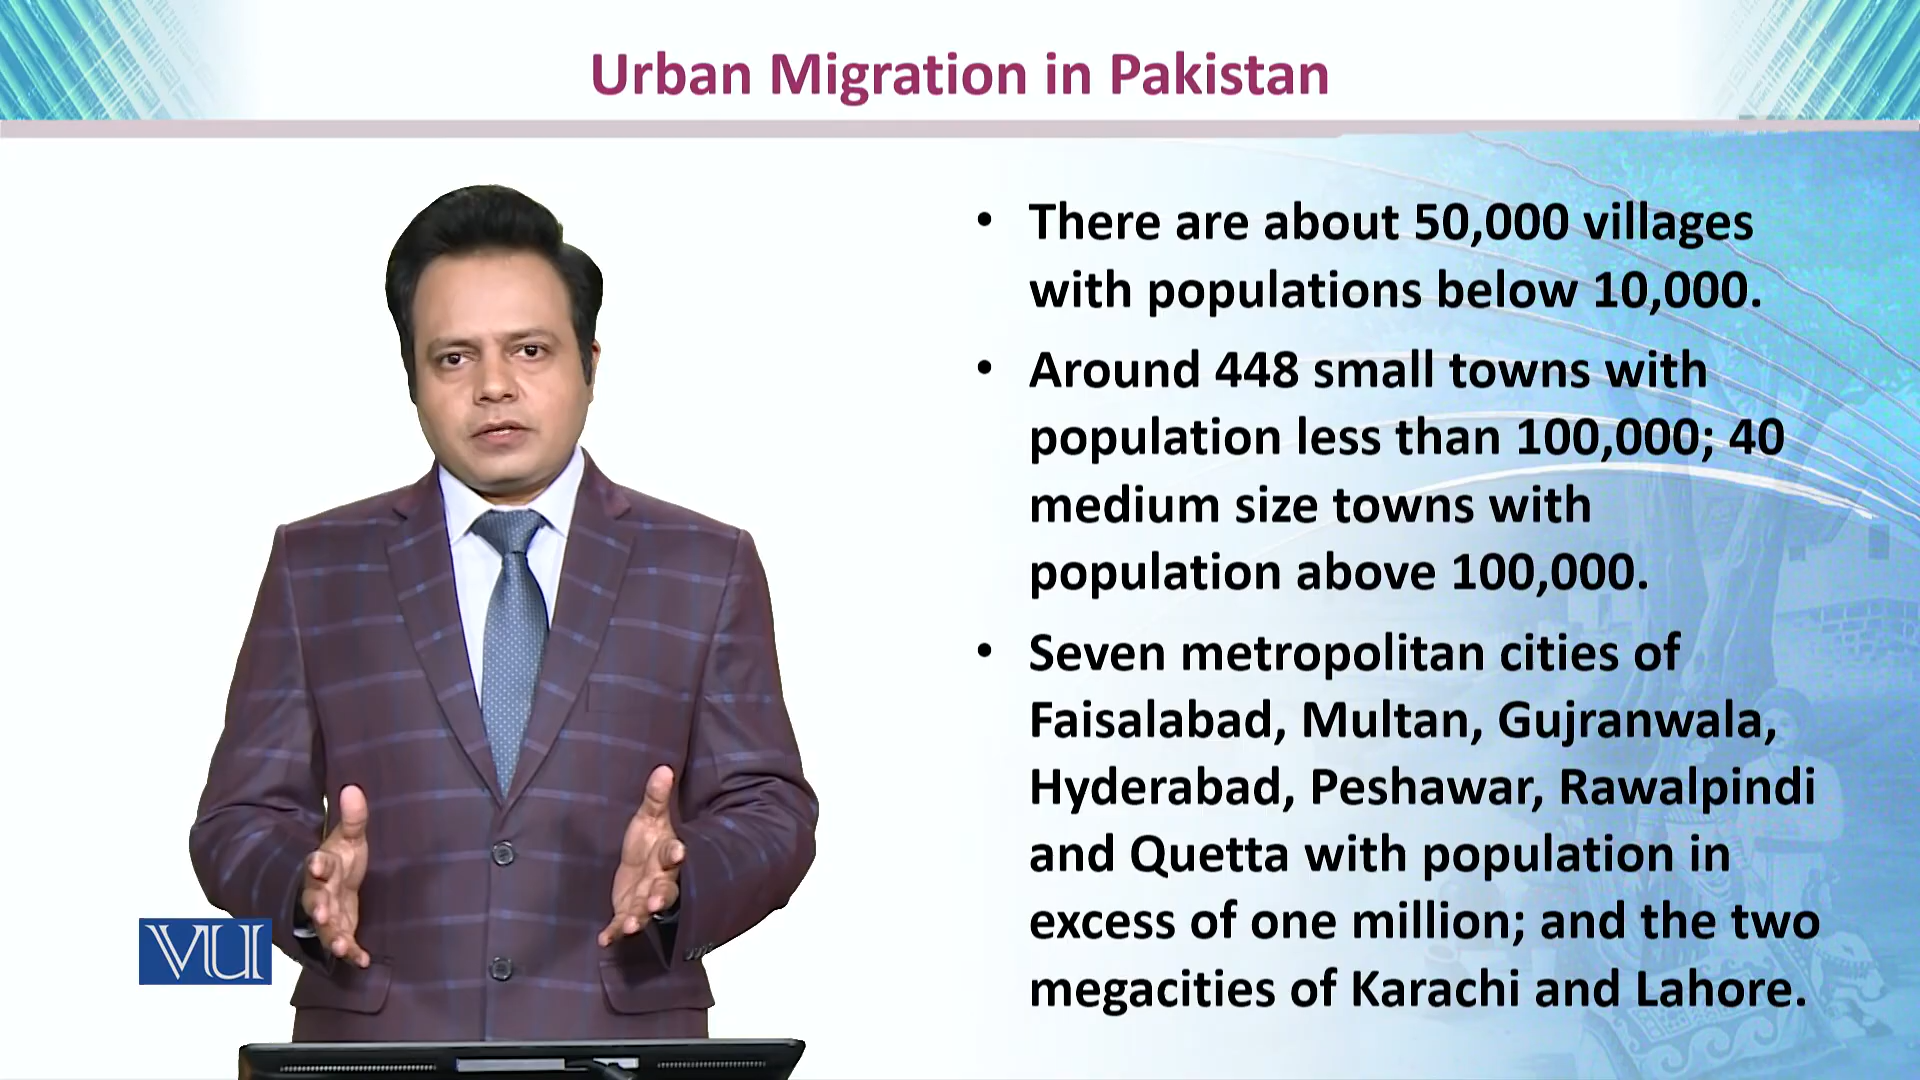 Urban Migration in Pakistan
• There are about 50,000 villages
with populations below 10,000.
• Around 448 small towns with
population less than 100,000; 40
medium size towns with
population above 100,000.
• Seven metropolitan cities of
Faisalabad, Multan, Gujranwala,
Hyderabad, Peshawar, Rawalpindi
and Quetta with population in
excess of one million; and the two
megacities of Karachi and Lahore.
VU